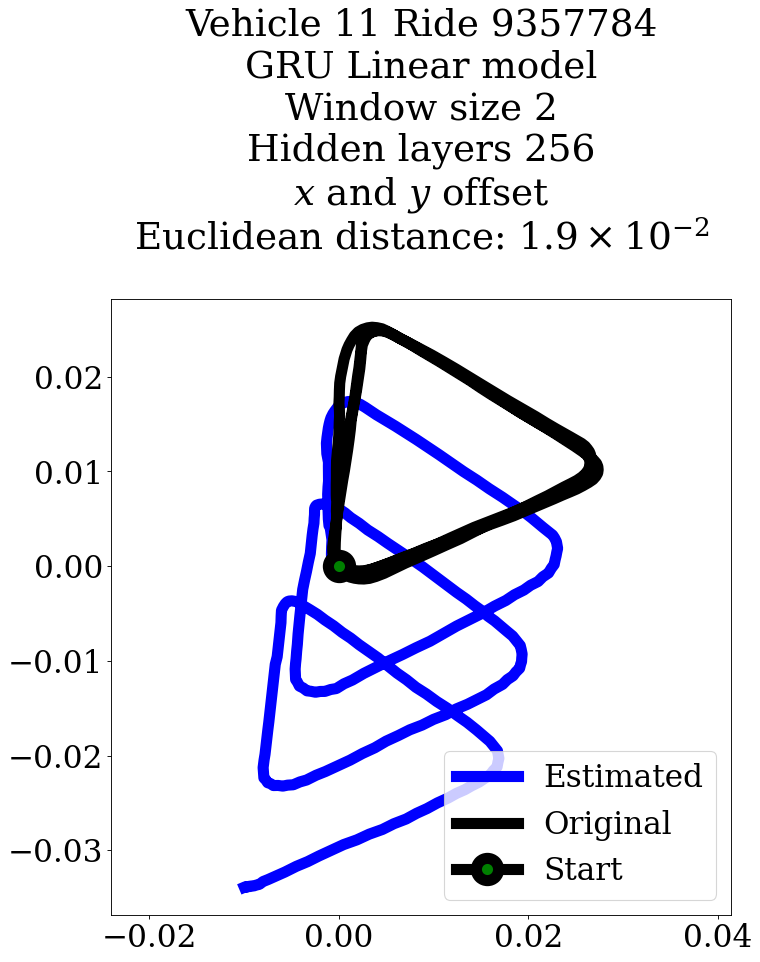 Vehicle 11 Ride 9357784
GRU Linear model
Window size 2
Hidden layers 256
x and y offset
Euclidean distance: 1.9 × 10⁻²
0.02
0.01
0.00
−0.01
−0.02
−0.03
−0.02
0.00
0.02
0.04
Estimated
Original
Start